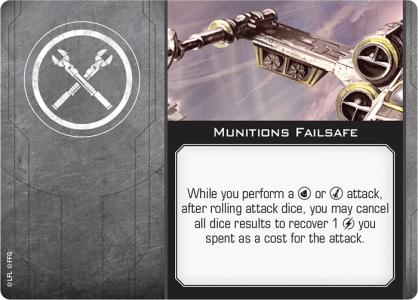 MUNITIONS FAILSAFE
While you perform a or attack,
after rolling attack dice, you may cancel
all dice results to recover 1 you
spent as a cost for the attack.
© LFL © FFG